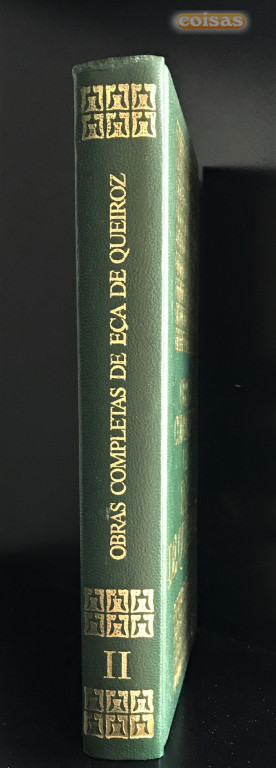 coisas
OBRAS COMPLETAS DE EÇA DE QUEIROZ
II